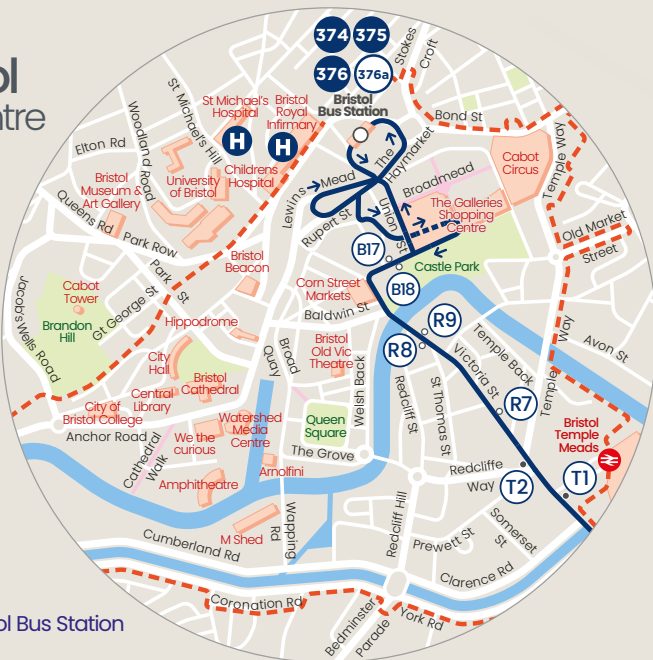 ol
ntre
374
375
376
376a
Stokes
Croft
Bristol
Bus Station
St Michael's
Hospital
Bristol
Royal
Infirmary
H
H
Childrens
Hospital
St Michael's Hill
Woodland Road
Elton Rd
University
of Bristol
Bristol
Museum &
Art Gallery
Queens Rd
Park Row
Park St
Bond St
The
Haymarket
Broadmead
Cabot
Circus
Temple Way
The Galleries
Shopping
Centre
Old Market
Street
Lewins Mead
Rupert St
Union St
B17
B18
Castle Park
Bristol
Beacon
Corn Street
Markets
Baldwin St
Cabot
Tower
Brandon
Hill
Jacob's Wells Road
Gt George St
Hippodrome
City
Hall
Bristol
Cathedral
Central
Library
City of
Bristol College
Anchor Road
Cathedral
Walk
We the
curious
Watershed
Media
Centre
Amphitheatre
Arnolfini
M Shed
Broad
Quay
Bristol
Old Vic
Theatre
Welsh Back
Queen
Square
The Grove
R9
R8
Redcliff St
St Thomas St
Victoria St
Temple Back
R7
Temple Way
Avon St
Bristol
Temple
Meads
T1
T2
Redcliffe
Way
Redcliff Hill
Prewett St
Somerset
St
Clarence Rd
Wapping
Rd
Cumberland Rd
Coronation Rd
Bedminster
Parade
York Rd
ol Bus Station